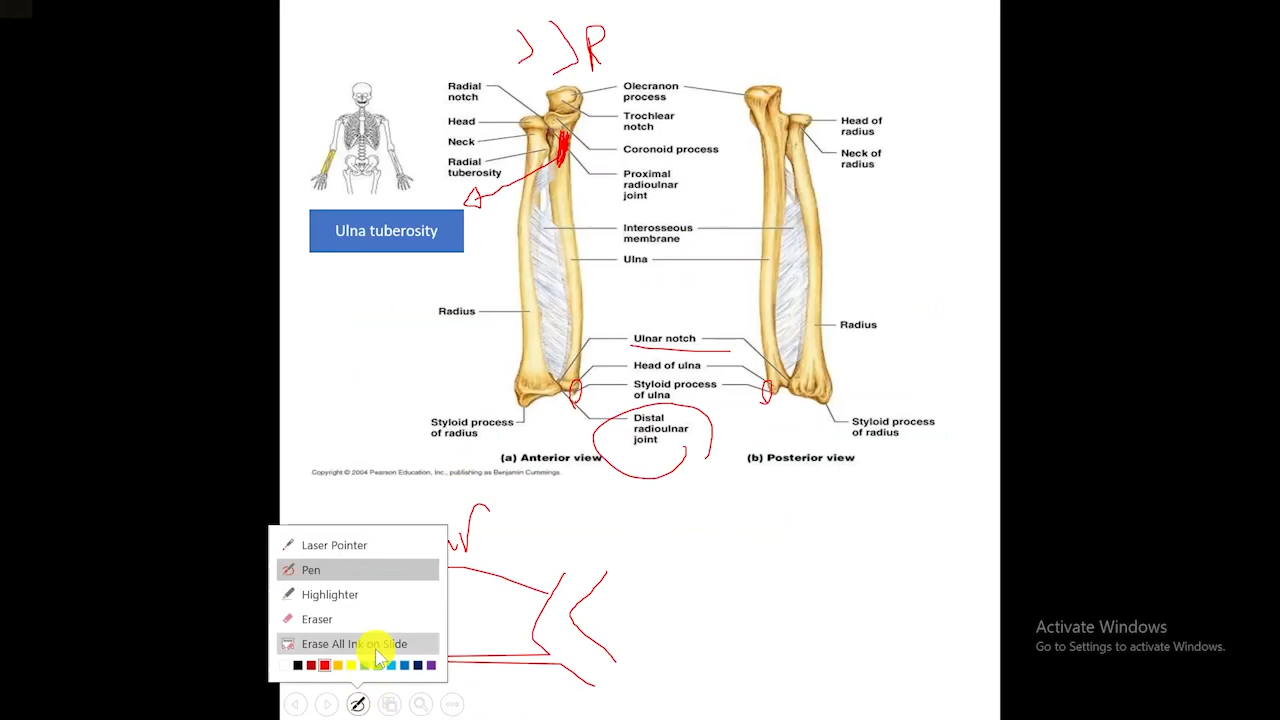 R
Radial
notch
Olecranon
process
Head
Trochlear
notch
Head of
radius
Neck
Coronoid process
Neck of
radius
Radial
tuberosity
Proximal
radioulnar
joint
Ulna tuberosity
Interosseous
membrane
Ulna
Radius
Radius
Ulnar notch
Head of ulna
Styloid process
of ulna
Styloid process
of radius
Distal
radioulnar
joint
Styloid process
of radius
(a) Anterior view
(b) Posterior view
Copyright © 2004 Pearson Education, Inc., publishing as Benjamin Cummings.
Laser Pointer
Pen
Highlighter
Eraser
Erase All Ink on Slide
Activate Windows
Go to Settings to activate Windows.